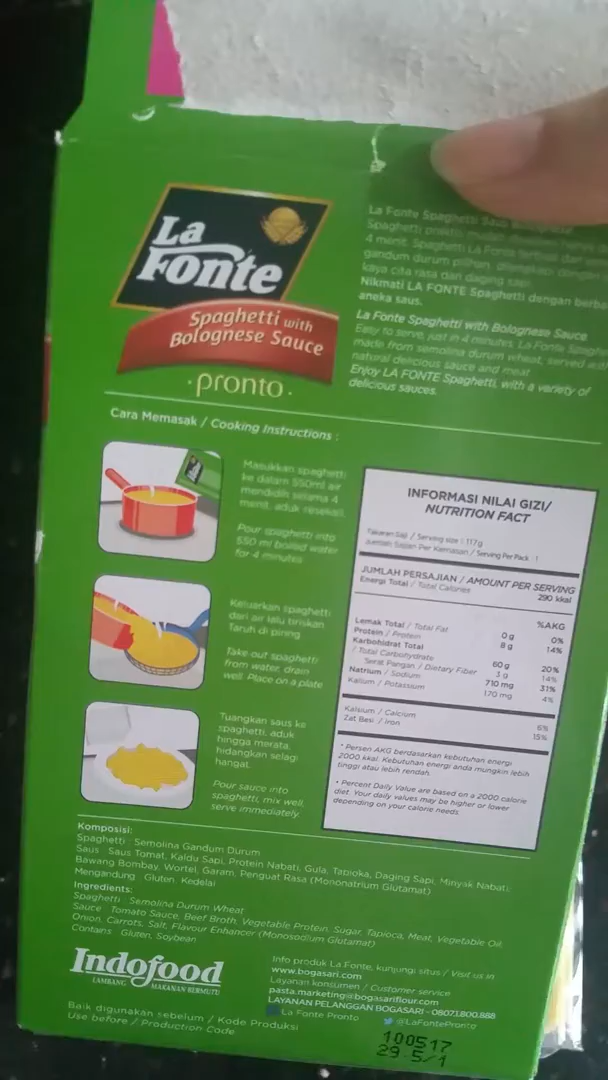 La
Fonte
Spaghetti with
Bolognese Sauce
pronto
La Fonte Spaghetti
Spaghetti
4 menit. Spaghetti La Fonte
gandum durum pilihan,
kaya cita rasa dan daging sapi.
Nikmati LA FONTE Spaghetti dengan
aneka saus.
La Fonte Spaghetti with Bolognese Sauce
Easy to serve, just in 4 minutes, La Fonte
made from semolina durum wheat, served
natural delicious sauce and meat
Enjoy LA FONTE Spaghetti, with a variety of
delicious sauces.
Cara Memasak / Cooking Instructions :
Masukkan spaghetti
ke dalam 550ml air
mendidih selama 4
menit, aduk sesekali.
Pour spaghetti into
550 ml boiled water
for 4 minutes
Keluarkan spaghetti
dari air lalu tiriskan.
Taruh di piring.
Take out spaghetti
from water, drain
well. Place on a plate
Tuangkan saus ke
spaghetti, aduk
hingga merata,
hidangkan selagi
hangat.
Pour sauce into
spaghetti, mix well,
serve immediately.
INFORMASI NILAI GIZI/
NUTRITION FACT
Takaran Saji / Serving size : 117g
Jumlah Sajian Per Kemasan / Serving Per Pack : 1
JUMLAH PERSAJIAN / AMOUNT PER SERVING
Energi Total / Total Calories 290 kkal
%AKG
Lemak Total / Total Fat 0 g 0%
Protein / Protein 8 g 14%
Karbohidrat Total
/ Total Carbohydrate 60 g 20%
Serat Pangan / Dietary Fiber 3 g 14%
Natrium / Sodium 710 mg 31%
Kalium / Potassium 170 mg 4%
Kalsium / Calcium 6%
Zat Besi / Iron 15%
* Persen AKG berdasarkan kebutuhan energi
2000 kkal. Kebutuhan energi anda mungkin lebih
tinggi atau lebih rendah.
* Percent Daily Value are based on a 2000 calorie
diet. Your daily values may be higher or lower
depending on your calorie needs.
Komposisi:
Spaghetti : Semolina Gandum Durum
Saus : Saus Tomat, Kaldu Sapi, Protein Nabati, Gula, Tapioka, Daging Sapi, Minyak Nabati,
Bawang Bombay, Wortel, Garam, Penguat Rasa (Mononatrium Glutamat)
Mengandung : Gluten, Kedelai
Ingredients:
Spaghetti : Semolina Durum Wheat
Sauce : Tomato Sauce, Beef Broth, Vegetable Protein, Sugar, Tapioca, Meat, Vegetable Oil,
Onion, Carrots, Salt, Flavour Enhancer (Monosodium Glutamat)
Contains : Gluten, Soybean
Indofood
LAMBANG MAKANAN BERMUTU
Info produk La Fonte, kunjungi situs / Visit us in
www.bogasari.com
Layanan konsumen / Customer service
pasta.marketing@bogasariflour.com
LAYANAN PELANGGAN BOGASARI - 08071.800.888
La Fonte Pronto @LaFontePronto
Baik digunakan sebelum / Kode Produksi
Use before / Production Code
100517
29.5/1